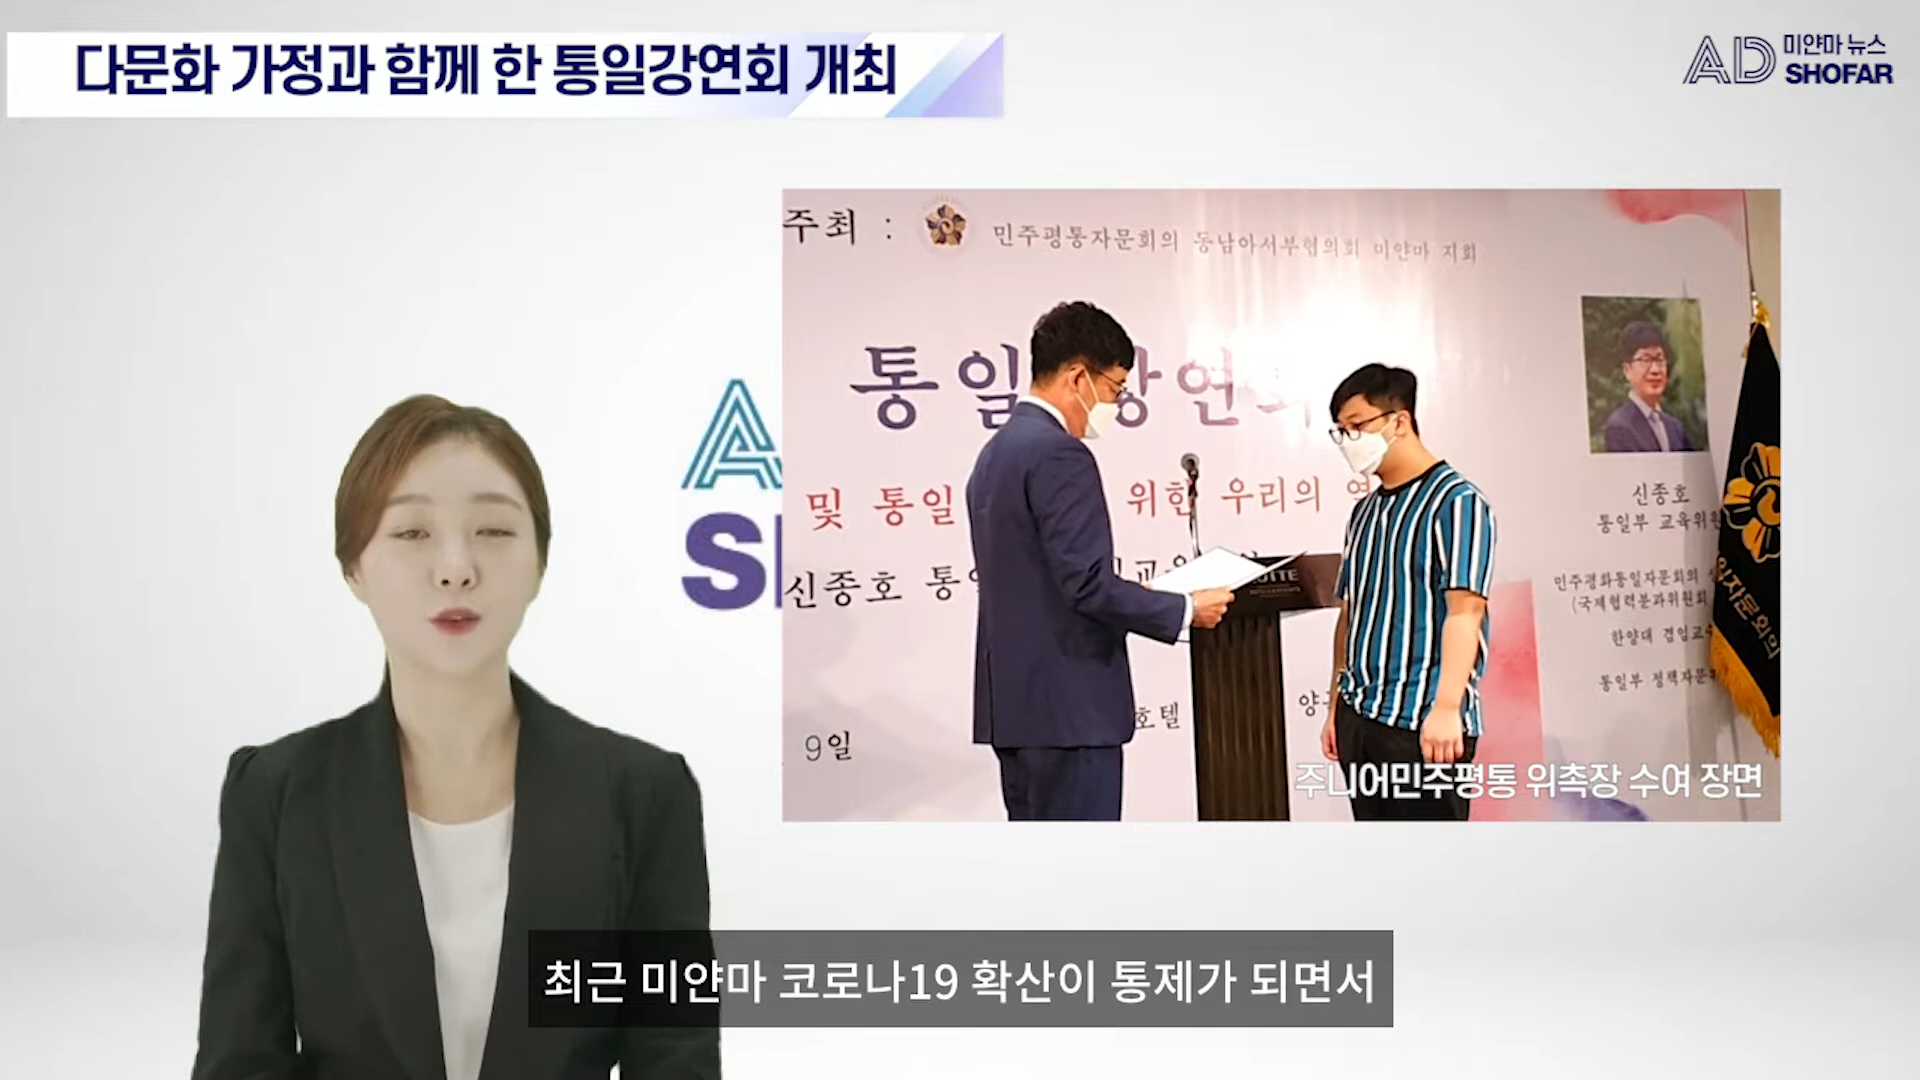 다문화 가정과 함께 한 통일강연회 개최
AD 미얀마 뉴스
SHOFAR
주최 :
민주평통자문회의 동남아서부협의회 미얀마 지회
통일
및 통일 위한 우리의
신종호
신종호
통일부 교육위원
민주평화통일자문회의
(국제협력분과위원회
한양대 겸임교수
통일부 정책자문
호텔
9일
일자문회의
주니어민주평통 위촉장 수여 장면
최근 미얀마 코로나19 확산이 통제가 되면서